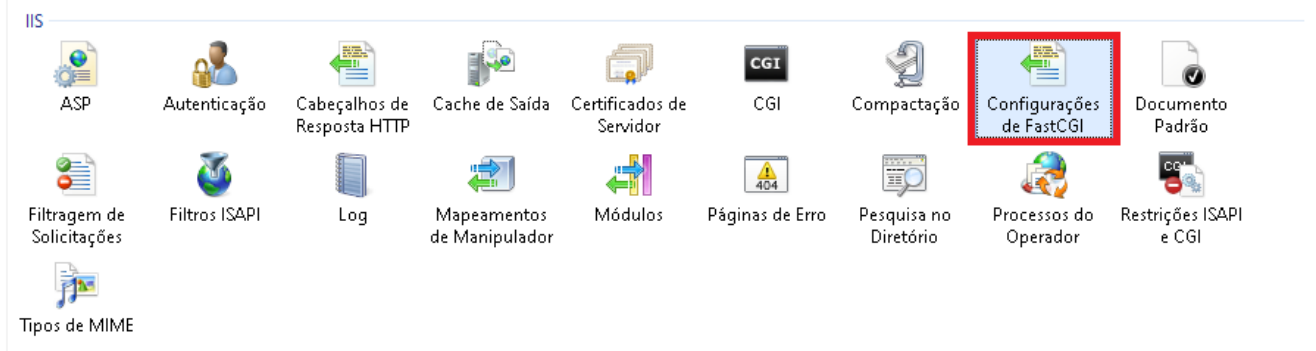 IIS
ASP
Autenticação
Cabeçalhos de
Resposta HTTP
Cache de Saída
Certificados de
Servidor
CGI
CGI
Compactação
Configurações
de FastCGI
Documento
Padrão
Filtragem de
Solicitações
Filtros ISAPI
Log
Mapeamentos
de Manipulador
Módulos
404
Páginas de Erro
Pesquisa no
Diretório
Processos do
Operador
CGI
Restrições ISAPI
e CGI
Tipos de MIME